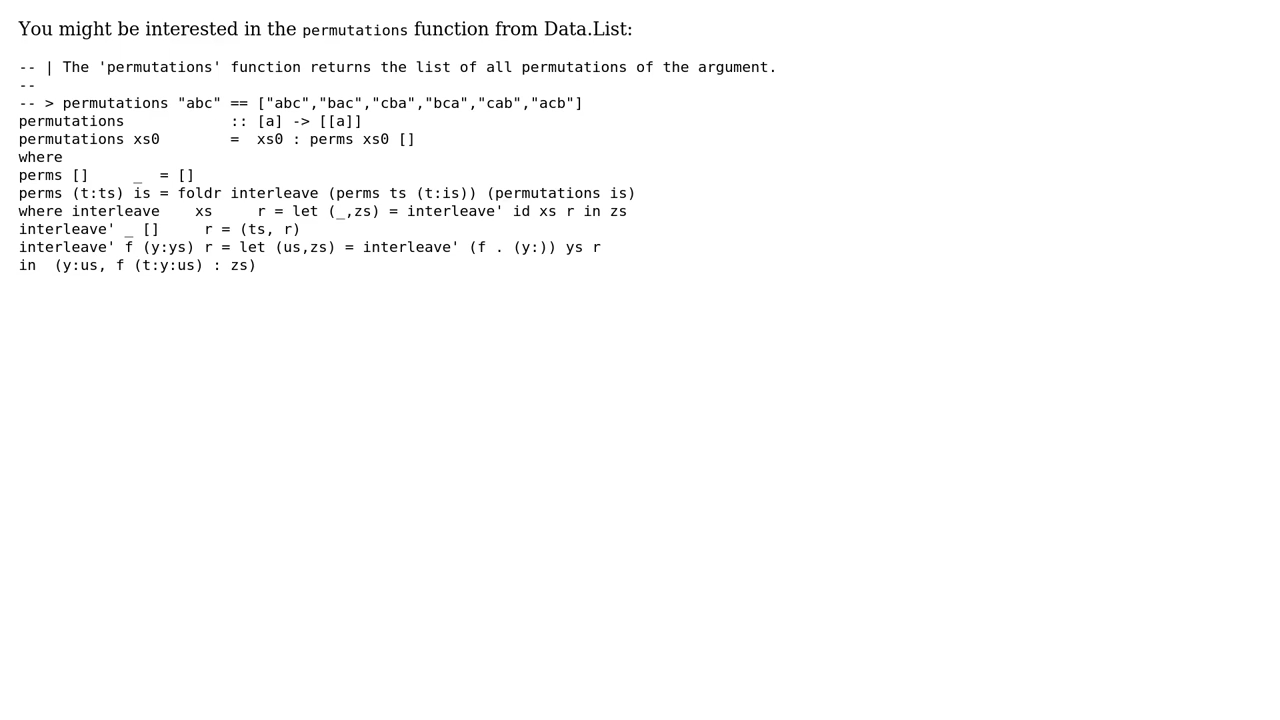 You might be interested in the permutations function from Data.List:
-- | The 'permutations' function returns the list of all permutations of the argument.
--
-- > permutations "abc" == ["abc","bac","cba","bca","cab","acb"]
permutations            :: [a] -> [[a]]
permutations xs0        =  xs0 : perms xs0 []
where
perms []     _  = []
perms (t:ts) is = foldr interleave (perms ts (t:is)) (permutations is)
where interleave    xs     r = let (_,zs) = interleave' id xs r in zs
interleave' _ []     r = (ts, r)
interleave' f (y:ys) r = let (us,zs) = interleave' (f . (y:)) ys r
in  (y:us, f (t:y:us) : zs)